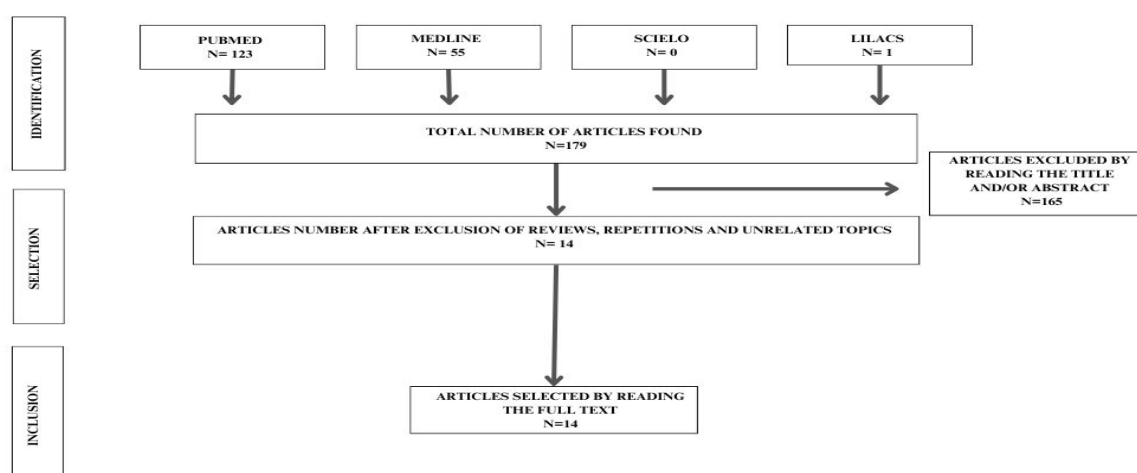 IDENTIFICATION
PUBMED
N= 123
MEDLINE
N= 55
SCIELO
N= 0
LILACS
N= 1
TOTAL NUMBER OF ARTICLES FOUND
N=179
ARTICLES EXCLUDED BY
READING THE TITLE
AND/OR ABSTRACT
N=165
SELECTION
ARTICLES NUMBER AFTER EXCLUSION OF REVIEWS, REPETITIONS AND UNRELATED TOPICS
N= 14
INCLUSION
ARTICLES SELECTED BY READING
THE FULL TEXT
N=14